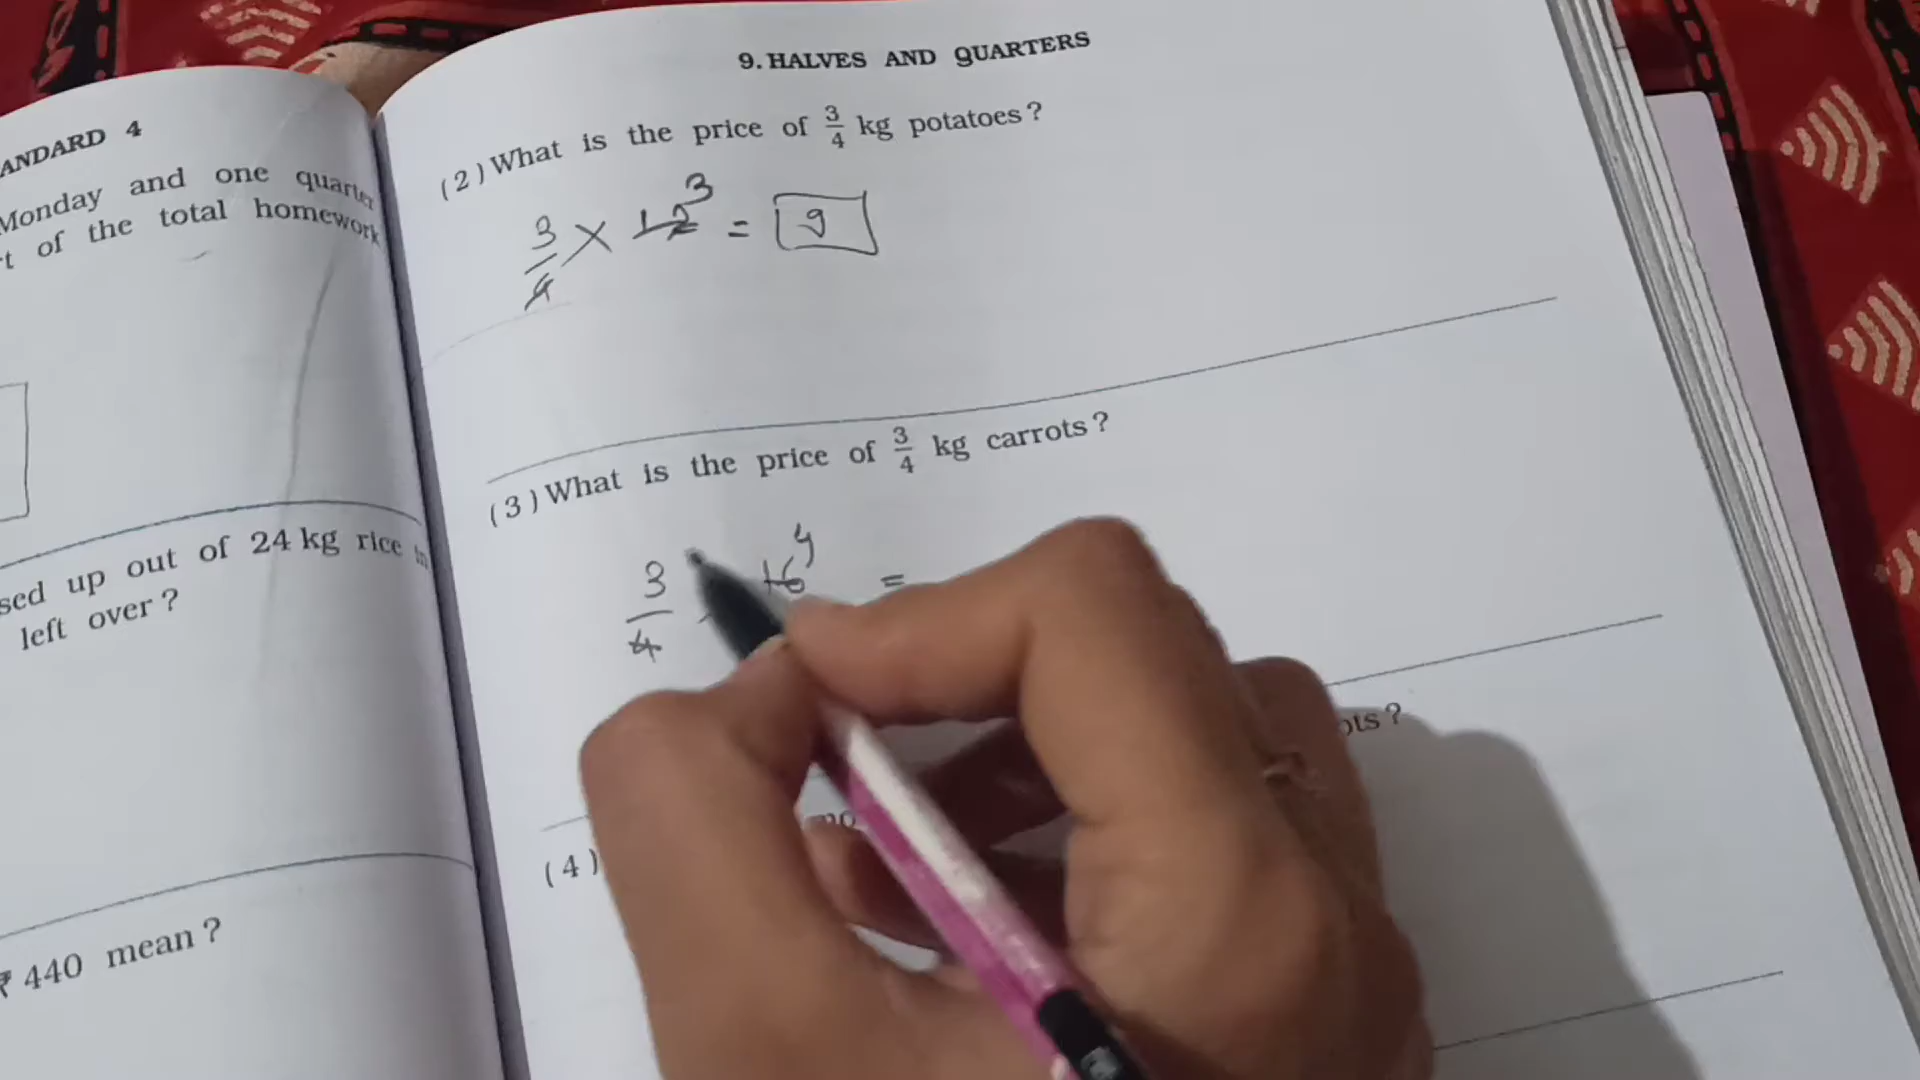 ANDARD 4
Monday and one quarter
t of the total homework
sed up out of 24 kg rice in
left over ?
₹ 440 mean ?
9. HALVES AND QUARTERS
(2) What is the price of 3/4 kg potatoes ?
3/4 × 12 3 = 9
(3) What is the price of 3/4 kg carrots ?
3/4 16 4 =
(4)